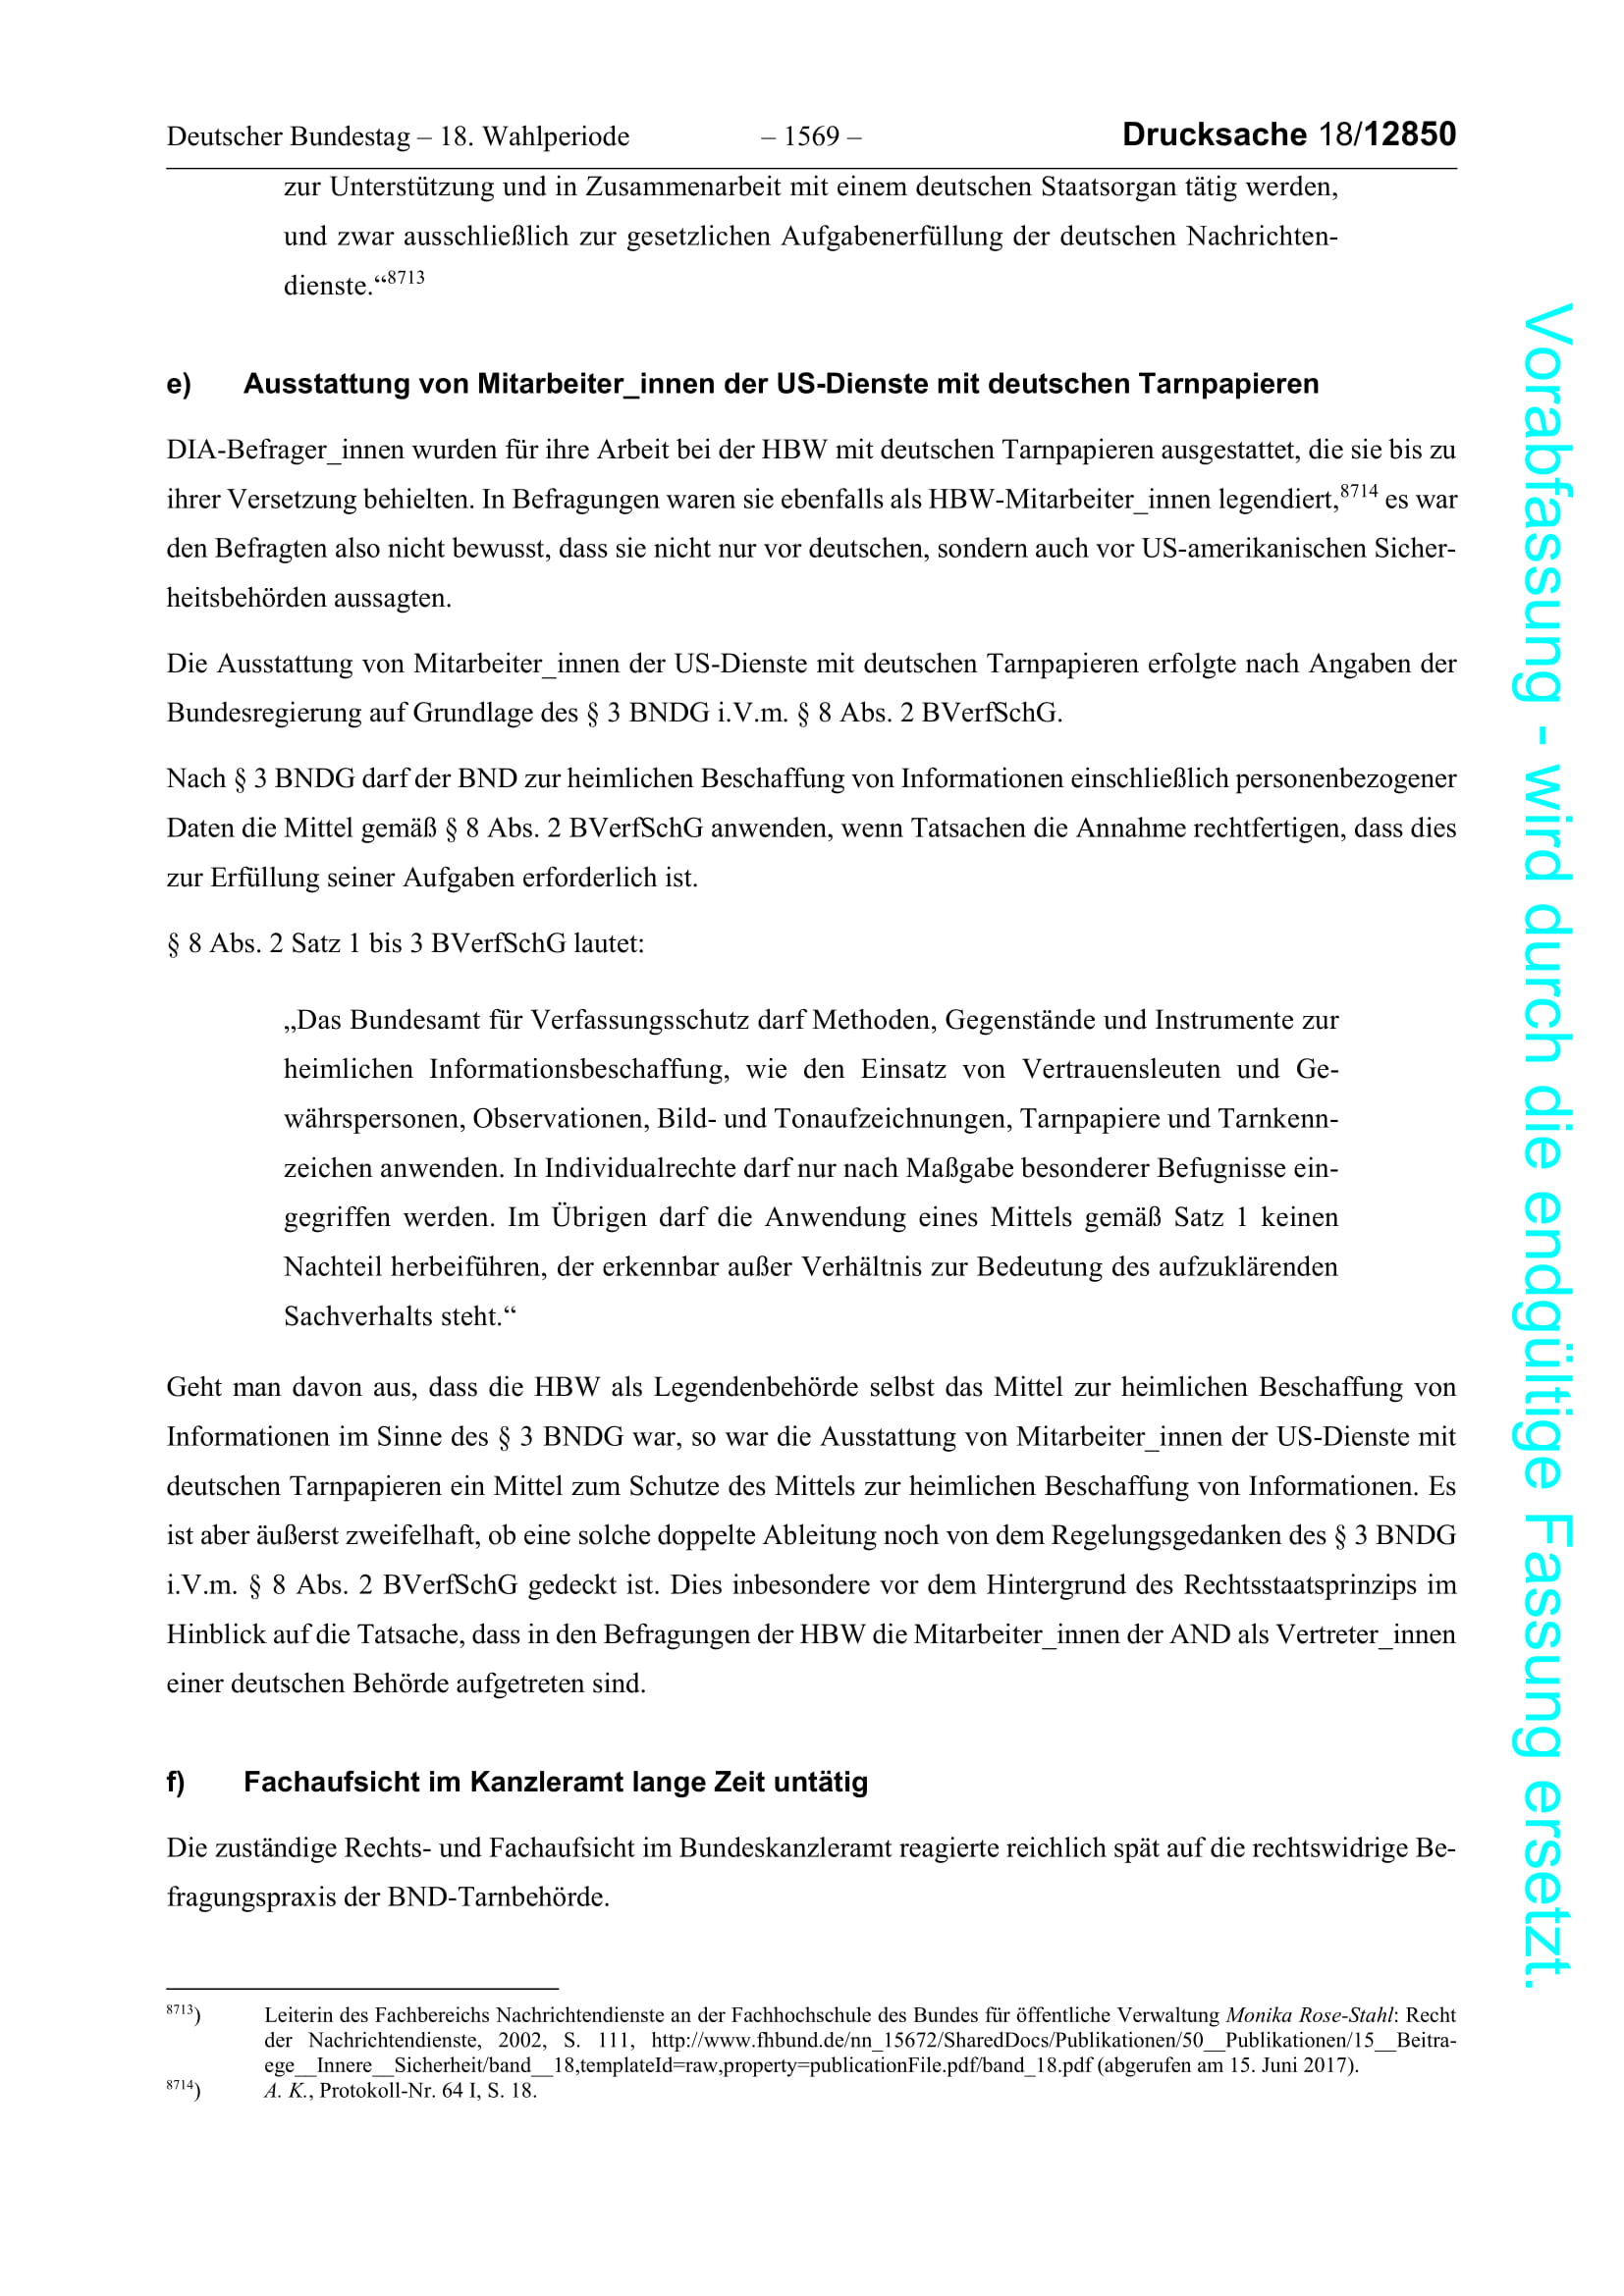 Deutscher Bundestag – 18. Wahlperiode – 1569 – Drucksache 18/12850
zur Unterstützung und in Zusammenarbeit mit einem deutschen Staatsorgan tätig werden,
und zwar ausschließlich zur gesetzlichen Aufgabenerfüllung der deutschen Nachrichten-
dienste.“8713
e) Ausstattung von Mitarbeiter_innen der US-Dienste mit deutschen Tarnpapieren
DIA-Befrager_innen wurden für ihre Arbeit bei der HBW mit deutschen Tarnpapieren ausgestattet, die sie bis zu
ihrer Versetzung behielten. In Befragungen waren sie ebenfalls als HBW-Mitarbeiter_innen legendiert,8714 es war
den Befragten also nicht bewusst, dass sie nicht nur vor deutschen, sondern auch vor US-amerikanischen Sicher-
heitsbehörden aussagten.
Die Ausstattung von Mitarbeiter_innen der US-Dienste mit deutschen Tarnpapieren erfolgte nach Angaben der
Bundesregierung auf Grundlage des § 3 BNDG i.V.m. § 8 Abs. 2 BVerfSchG.
Nach § 3 BNDG darf der BND zur heimlichen Beschaffung von Informationen einschließlich personenbezogener
Daten die Mittel gemäß § 8 Abs. 2 BVerfSchG anwenden, wenn Tatsachen die Annahme rechtfertigen, dass dies
zur Erfüllung seiner Aufgaben erforderlich ist.
§ 8 Abs. 2 Satz 1 bis 3 BVerfSchG lautet:
„Das Bundesamt für Verfassungsschutz darf Methoden, Gegenstände und Instrumente zur
heimlichen Informationsbeschaffung, wie den Einsatz von Vertrauensleuten und Ge-
währspersonen, Observationen, Bild- und Tonaufzeichnungen, Tarnpapiere und Tarnkenn-
zeichen anwenden. In Individualrechte darf nur nach Maßgabe besonderer Befugnisse ein-
gegriffen werden. Im Übrigen darf die Anwendung eines Mittels gemäß Satz 1 keinen
Nachteil herbeiführen, der erkennbar außer Verhältnis zur Bedeutung des aufzuklärenden
Sachverhalts steht.“
Geht man davon aus, dass die HBW als Legendenbehörde selbst das Mittel zur heimlichen Beschaffung von
Informationen im Sinne des § 3 BNDG war, so war die Ausstattung von Mitarbeiter_innen der US-Dienste mit
deutschen Tarnpapieren ein Mittel zum Schutze des Mittels zur heimlichen Beschaffung von Informationen. Es
ist aber äußerst zweifelhaft, ob eine solche doppelte Ableitung noch von dem Regelungsgedanken des § 3 BNDG
i.V.m. § 8 Abs. 2 BVerfSchG gedeckt ist. Dies inbesondere vor dem Hintergrund des Rechtsstaatsprinzips im
Hinblick auf die Tatsache, dass in den Befragungen der HBW die Mitarbeiter_innen der AND als Vertreter_innen
einer deutschen Behörde aufgetreten sind.
f) Fachaufsicht im Kanzleramt lange Zeit untätig
Die zuständige Rechts- und Fachaufsicht im Bundeskanzleramt reagierte reichlich spät auf die rechtswidrige Be-
fragungspraxis der BND-Tarnbehörde.
8713) Leiterin des Fachbereichs Nachrichtendienste an der Fachhochschule des Bundes für öffentliche Verwaltung Monika Rose-Stahl: Recht
der Nachrichtendienste, 2002, S. 111, http://www.fhbund.de/nn_15672/SharedDocs/Publikationen/50__Publikationen/15__Beitra-
ege__Innere__Sicherheit/band__18,templateId=raw,property=publicationFile.pdf/band_18.pdf (abgerufen am 15. Juni 2017).
8714) A. K., Protokoll-Nr. 64 I, S. 18.
Vorabfassung - wird durch die endgültige Fassung ersetzt.